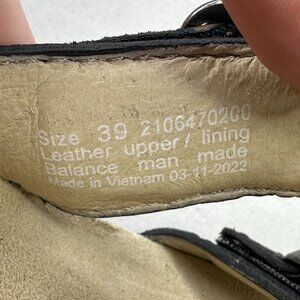 Size 39 2106470200
Leather upper/ lining
Balance man made
Made in Vietnam 03-11-2022